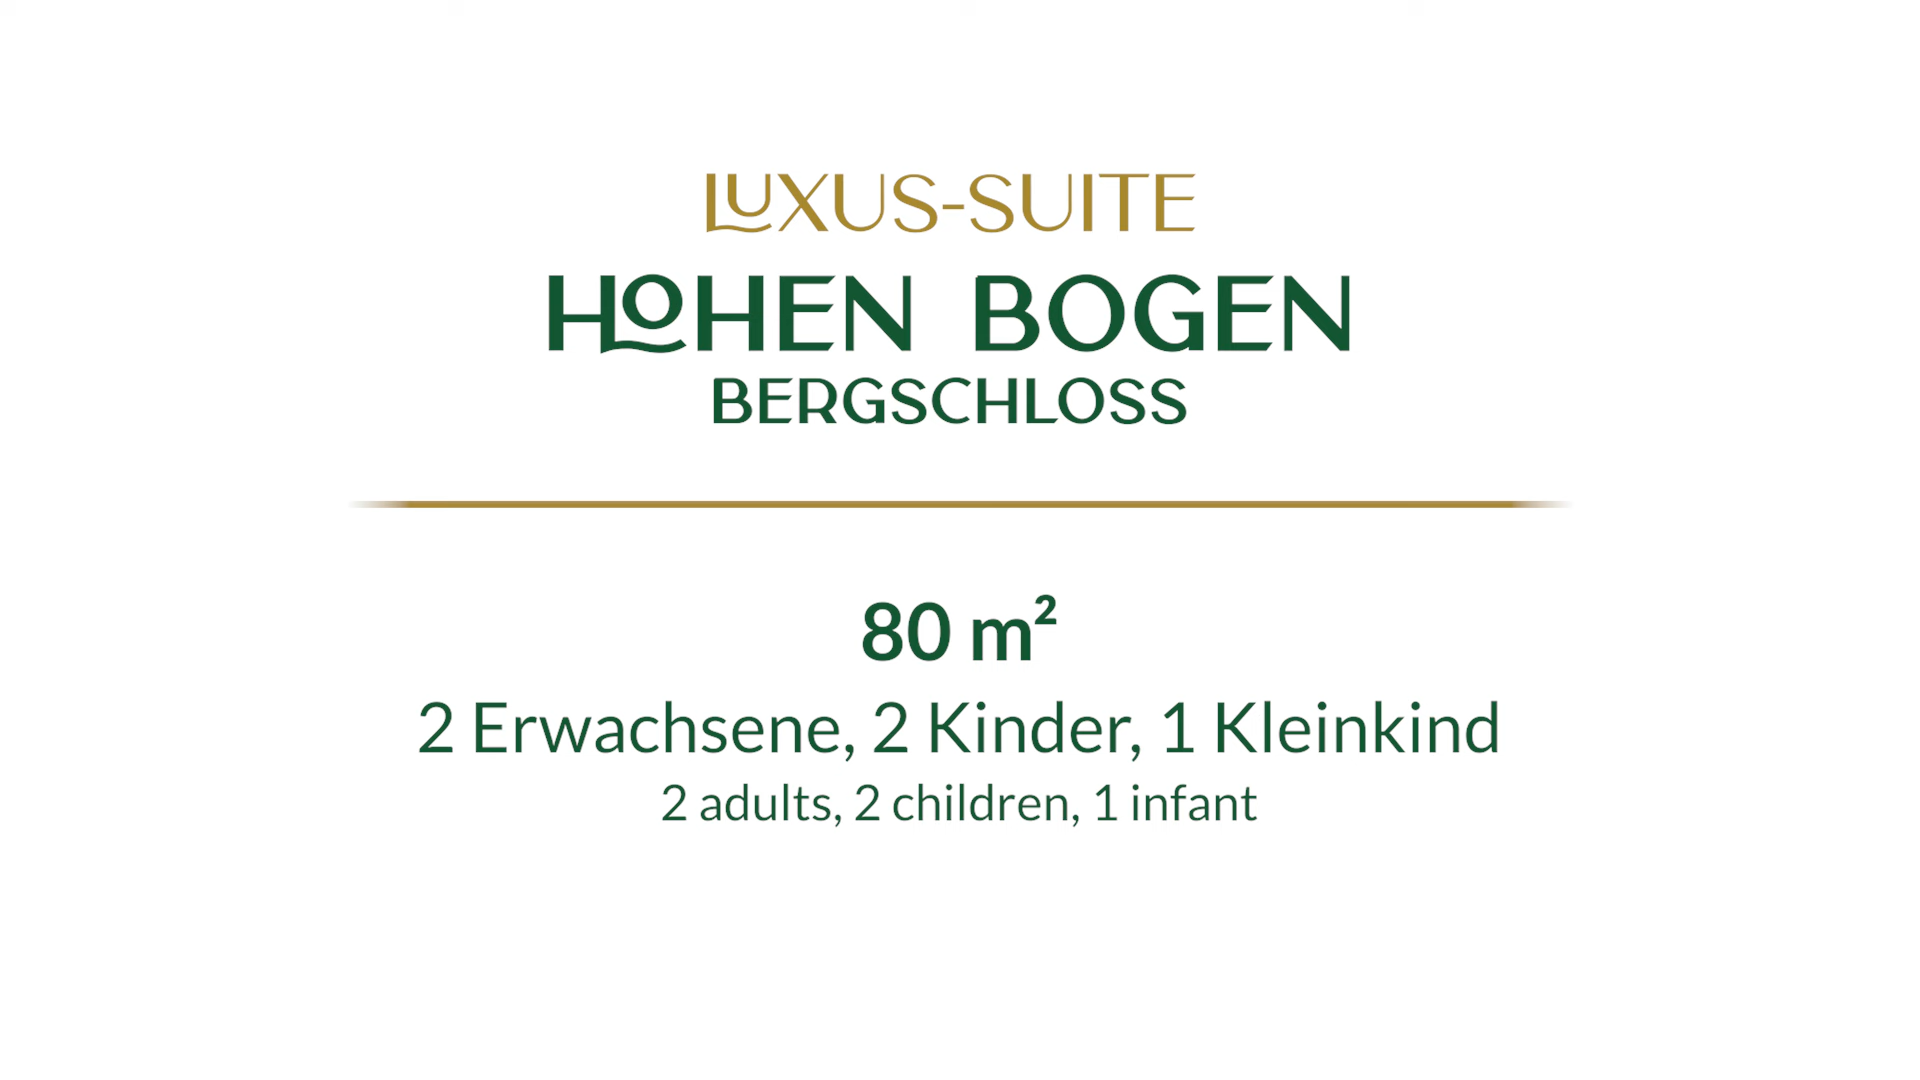 LUXUS-SUITE
HOHEN BOGEN
BERGSCHLOSS
80 m²
2 Erwachsene, 2 Kinder, 1 Kleinkind
2 adults, 2 children, 1 infant